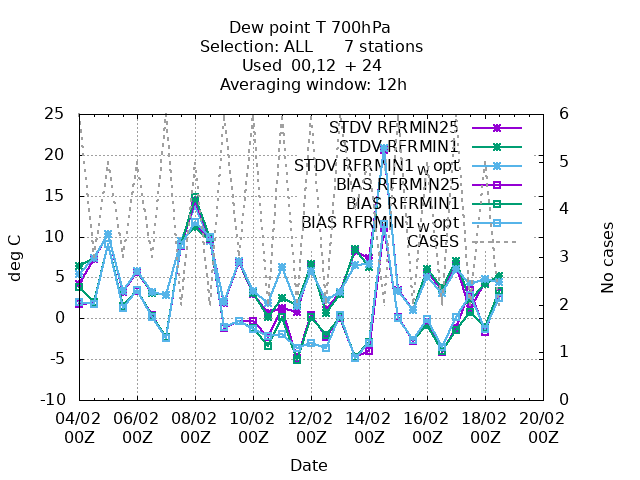 Dew point T 700hPa
Selection: ALL 7 stations
Used 00,12 + 24
Averaging window: 12h
25 6
STDV RFRMIN25
STDV RFRMIN1
20 5
STDV RFRMIN1_w_opt
BIAS RFRMIN25
15 BIAS RFRMIN1
4
BIAS RFRMIN1_w_opt
10 CASES
3
5
2
0
-5 1
-10 0
deg C
No cases
04/02 06/02 08/02 10/02 12/02 14/02 16/02 18/02 20/02
00Z 00Z 00Z 00Z 00Z 00Z 00Z 00Z 00Z
Date